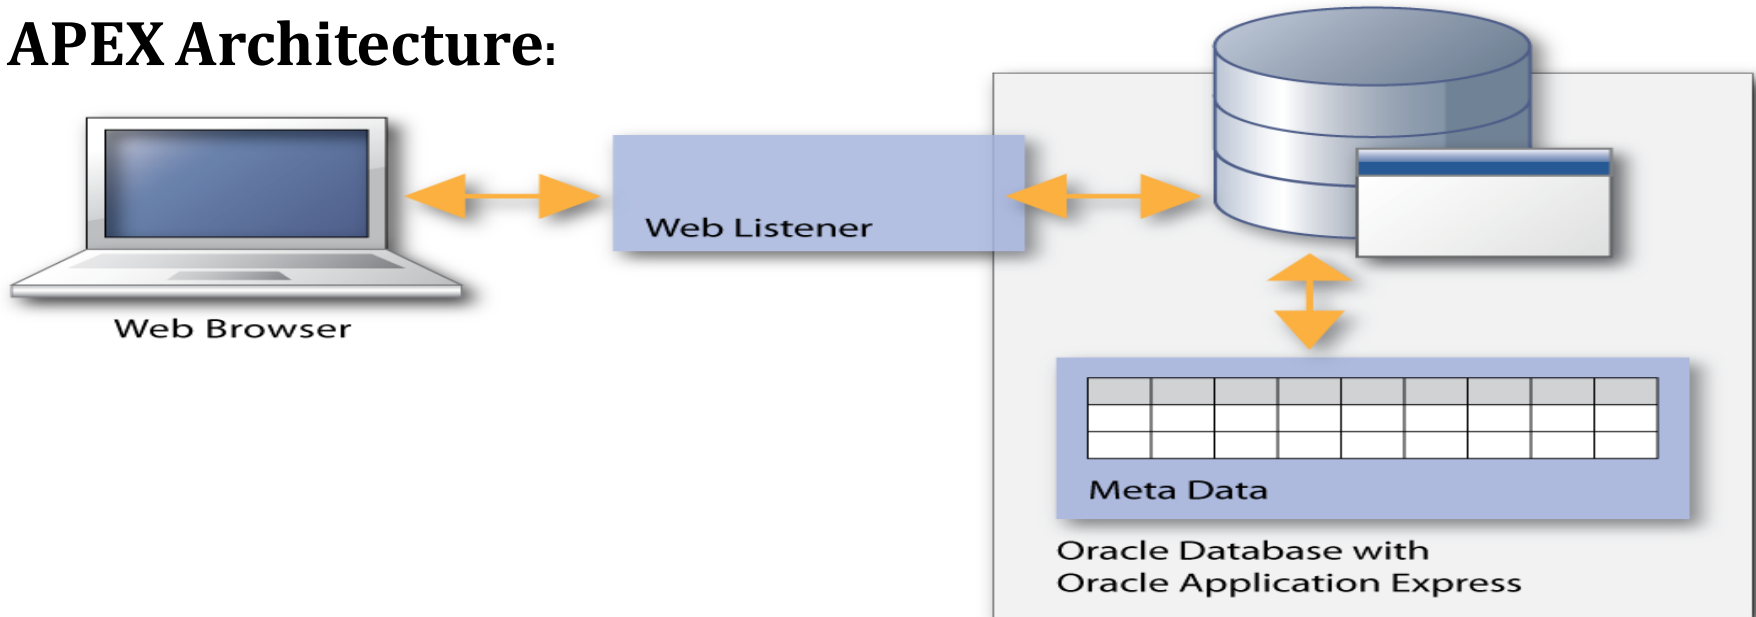 APEX Architecture:
Web Listener
Web Browser
Meta Data
Oracle Database with
Oracle Application Express